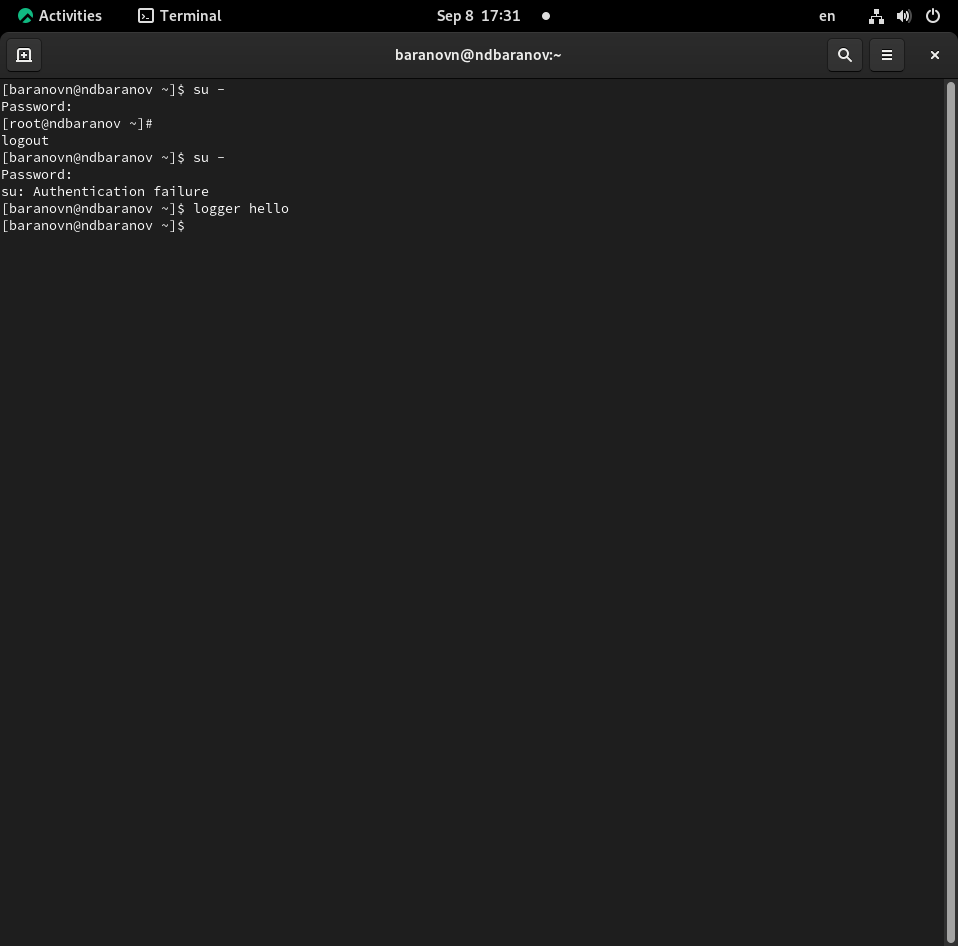 Activities Terminal Sep 8 17:31 en
baranovn@ndbaranov:~
[baranovn@ndbaranov ~]$ su -
Password:
[root@ndbaranov ~]#
logout
[baranovn@ndbaranov ~]$ su -
Password:
su: Authentication failure
[baranovn@ndbaranov ~]$ logger hello
[baranovn@ndbaranov ~]$